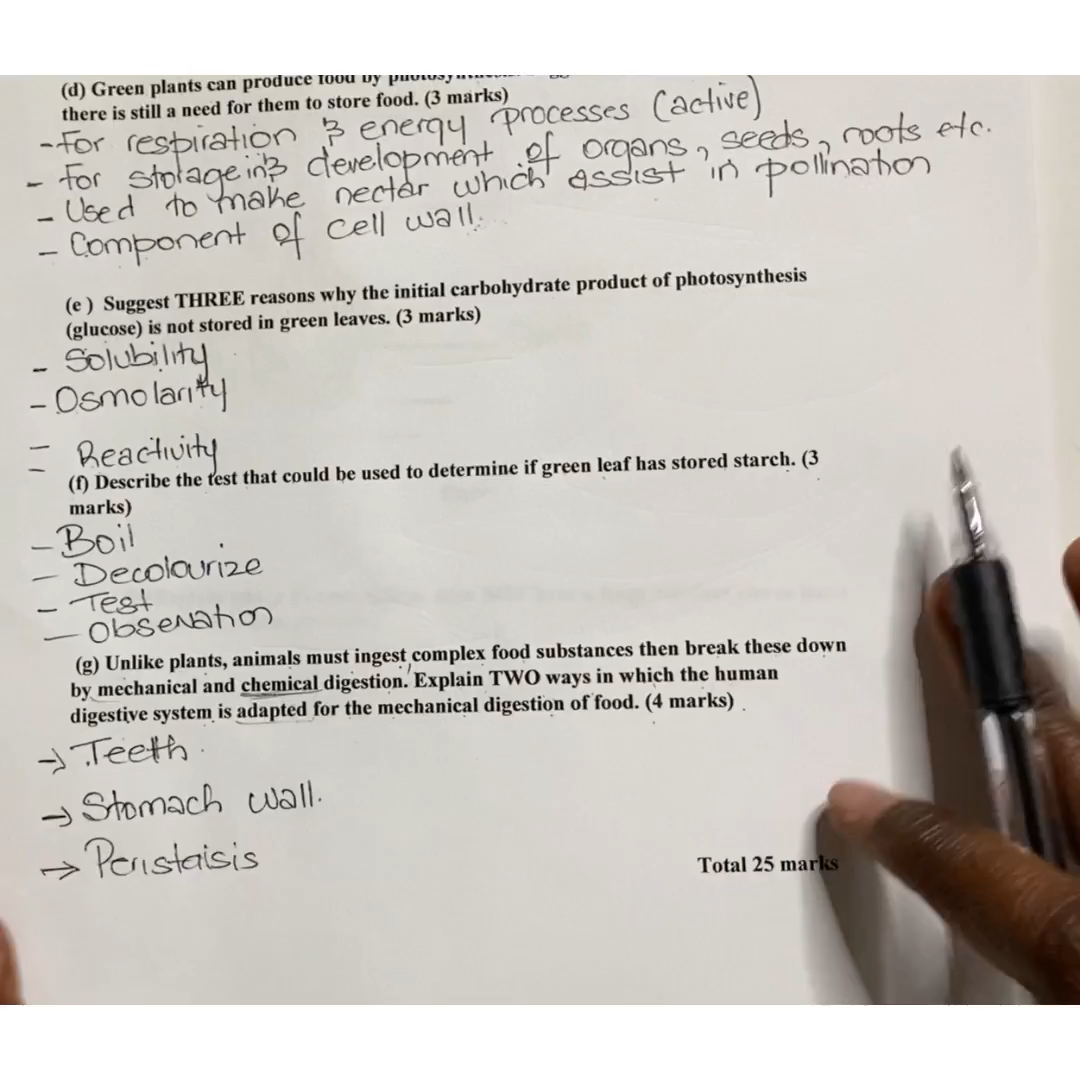 (d) Green plants can produce food by
there is still a need for them to store food. (3 marks)
-For respiration & energy processes (active)
- For storage in & development of organs, seeds, roots etc.
- Used to make nectar which assist in pollination
- Component of cell wall.
(e ) Suggest THREE reasons why the initial carbohydrate product of photosynthesis
(glucose) is not stored in green leaves. (3 marks)
- Solubility
- Osmolarity
- Reactivity
(f) Describe the test that could be used to determine if green leaf has stored starch. (3
marks)
- Boil
- Decolourize
- Test
- Observation
(g) Unlike plants, animals must ingest complex food substances then break these down
by mechanical and chemical digestion. Explain TWO ways in which the human
digestive system is adapted for the mechanical digestion of food. (4 marks)
→ Teeth.
→ Stomach wall.
→ Peristalsis
Total 25 marks